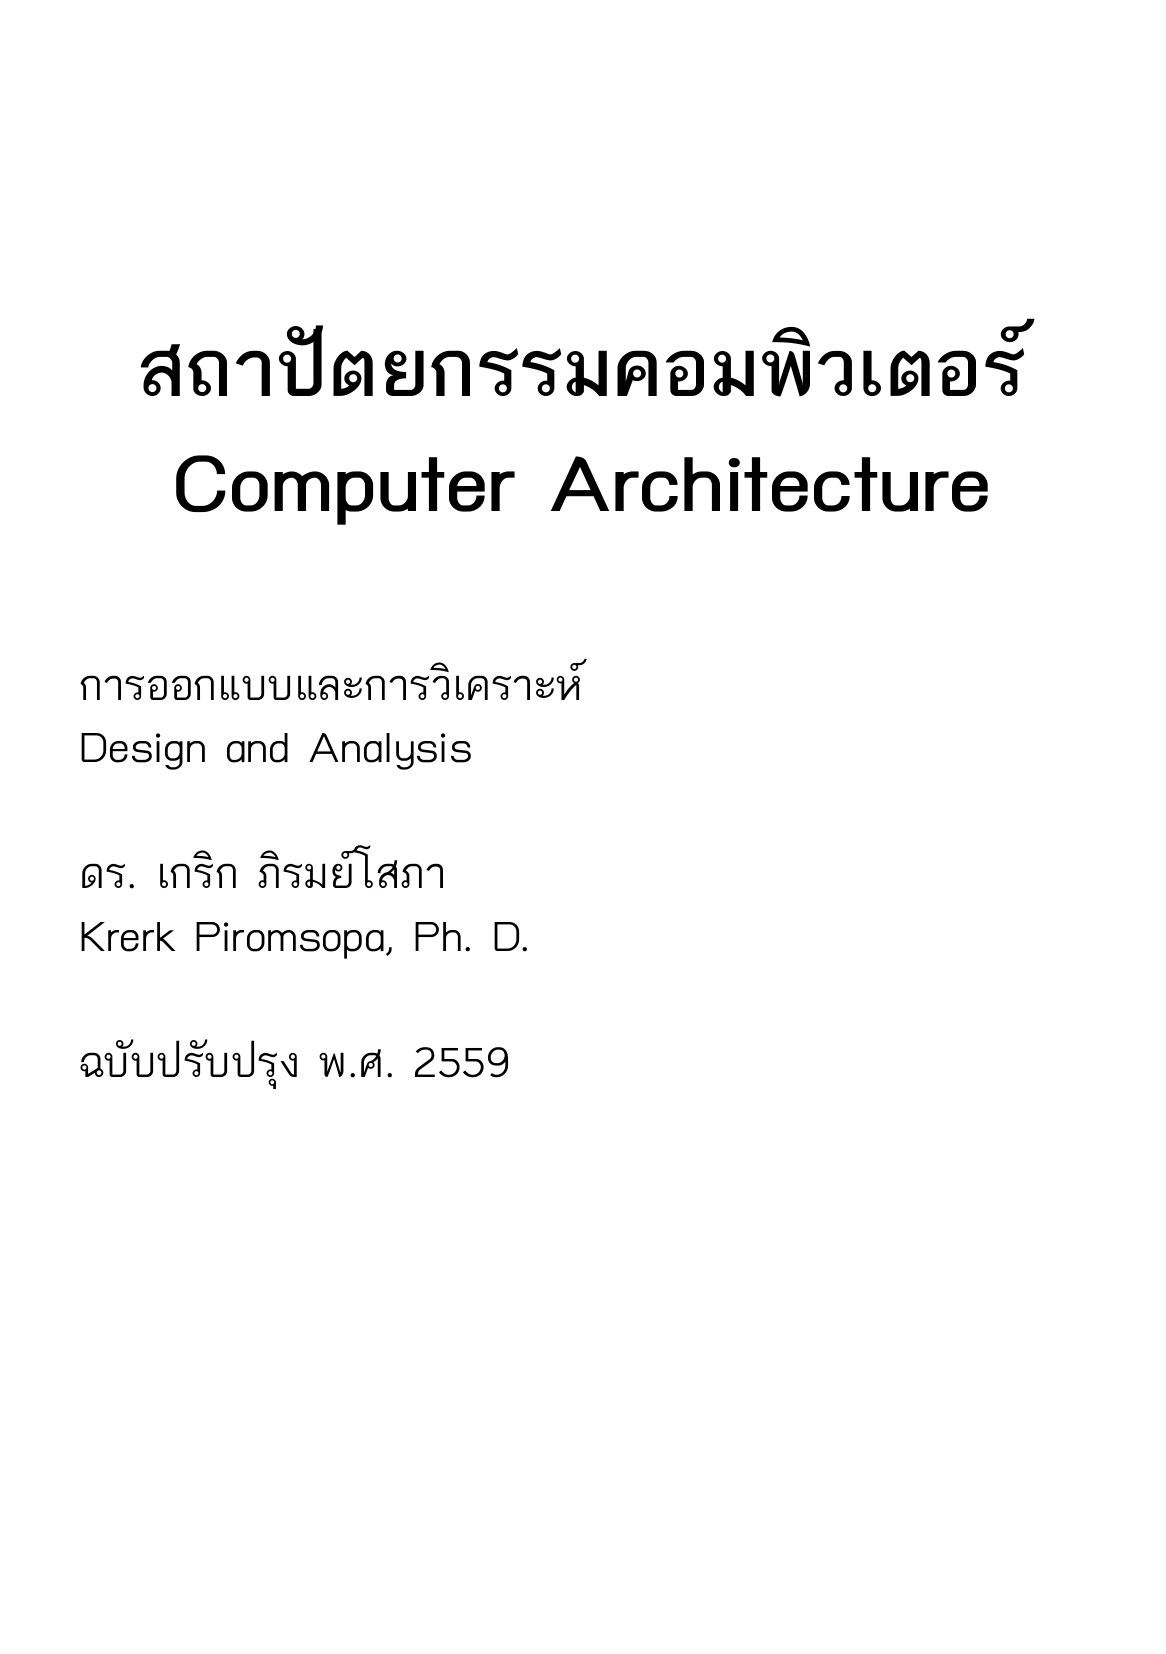 สถาปัตยกรรมคอมพิวเตอร์
Computer Architecture
การออกแบบและการวิเคราะห์
Design and Analysis
ดร. เกริก ภิรมย์โสภา
Krerk Piromsopa, Ph. D.
ฉบับปรับปรุง พ.ศ. 2559